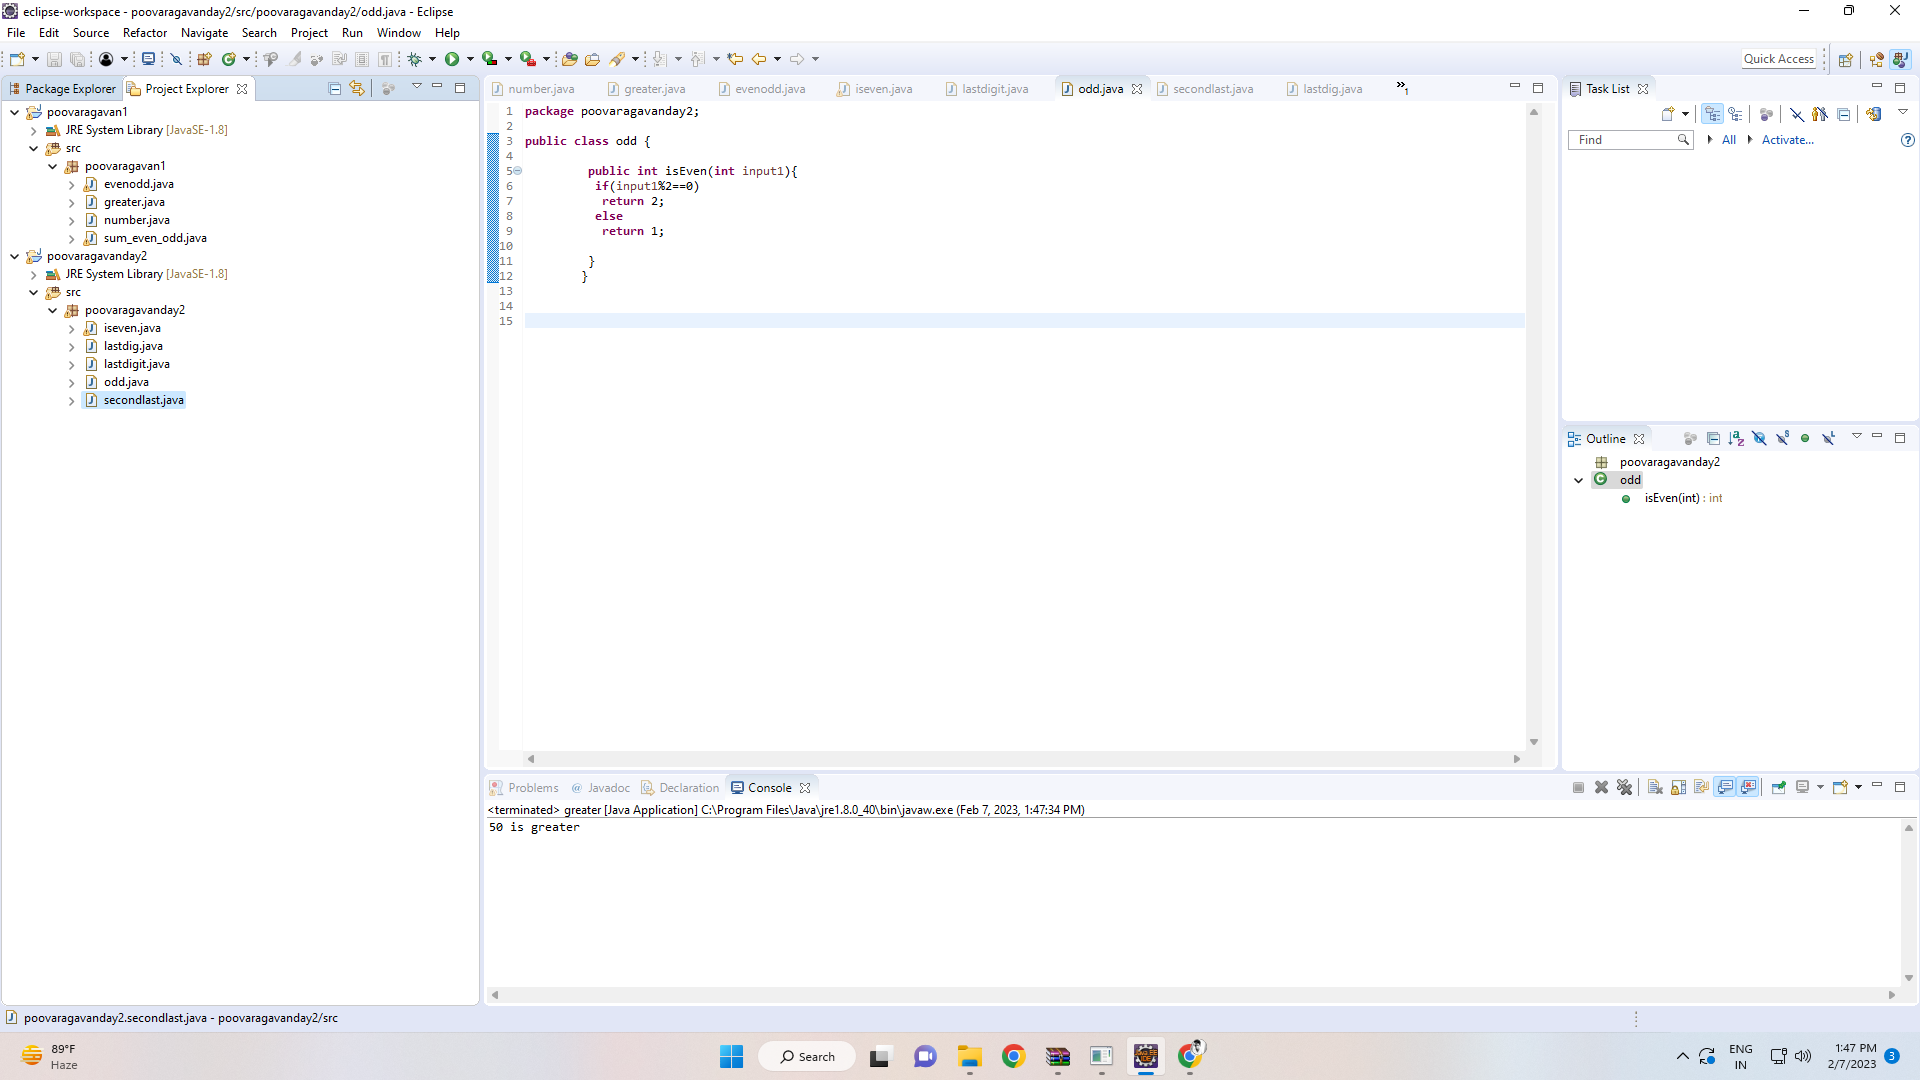 eclipse-workspace - poovaragavanday2/src/poovaragavanday2/odd.java - Eclipse
File Edit Source Refactor Navigate Search Project Run Window Help
Quick Access
Package Explorer Project Explorer
poovaragavan1
JRE System Library [JavaSE-1.8]
src
poovaragavan1
evenodd.java
greater.java
number.java
sum_even_odd.java
poovaragavanday2
JRE System Library [JavaSE-1.8]
src
poovaragavanday2
iseven.java
lastdig.java
lastdigit.java
odd.java
secondlast.java
number.java greater.java evenodd.java iseven.java lastdigit.java odd.java secondlast.java lastdig.java »1
1 package poovaragavanday2;
2
3 public class odd {
4
5 public int isEven(int input1){
6 if(input1%2==0)
7 return 2;
8 else
9 return 1;
10
11 }
12 }
13
14
15
Task List
Find All Activate...
Outline
poovaragavanday2
odd
isEven(int) : int
Problems @ Javadoc Declaration Console
<terminated> greater [Java Application] C:\Program Files\Java\jre1.8.0_40\bin\javaw.exe (Feb 7, 2023, 1:47:34 PM)
50 is greater
poovaragavanday2.secondlast.java - poovaragavanday2/src
89°F
Haze
Search
ENG
IN
1:47 PM
2/7/2023
3